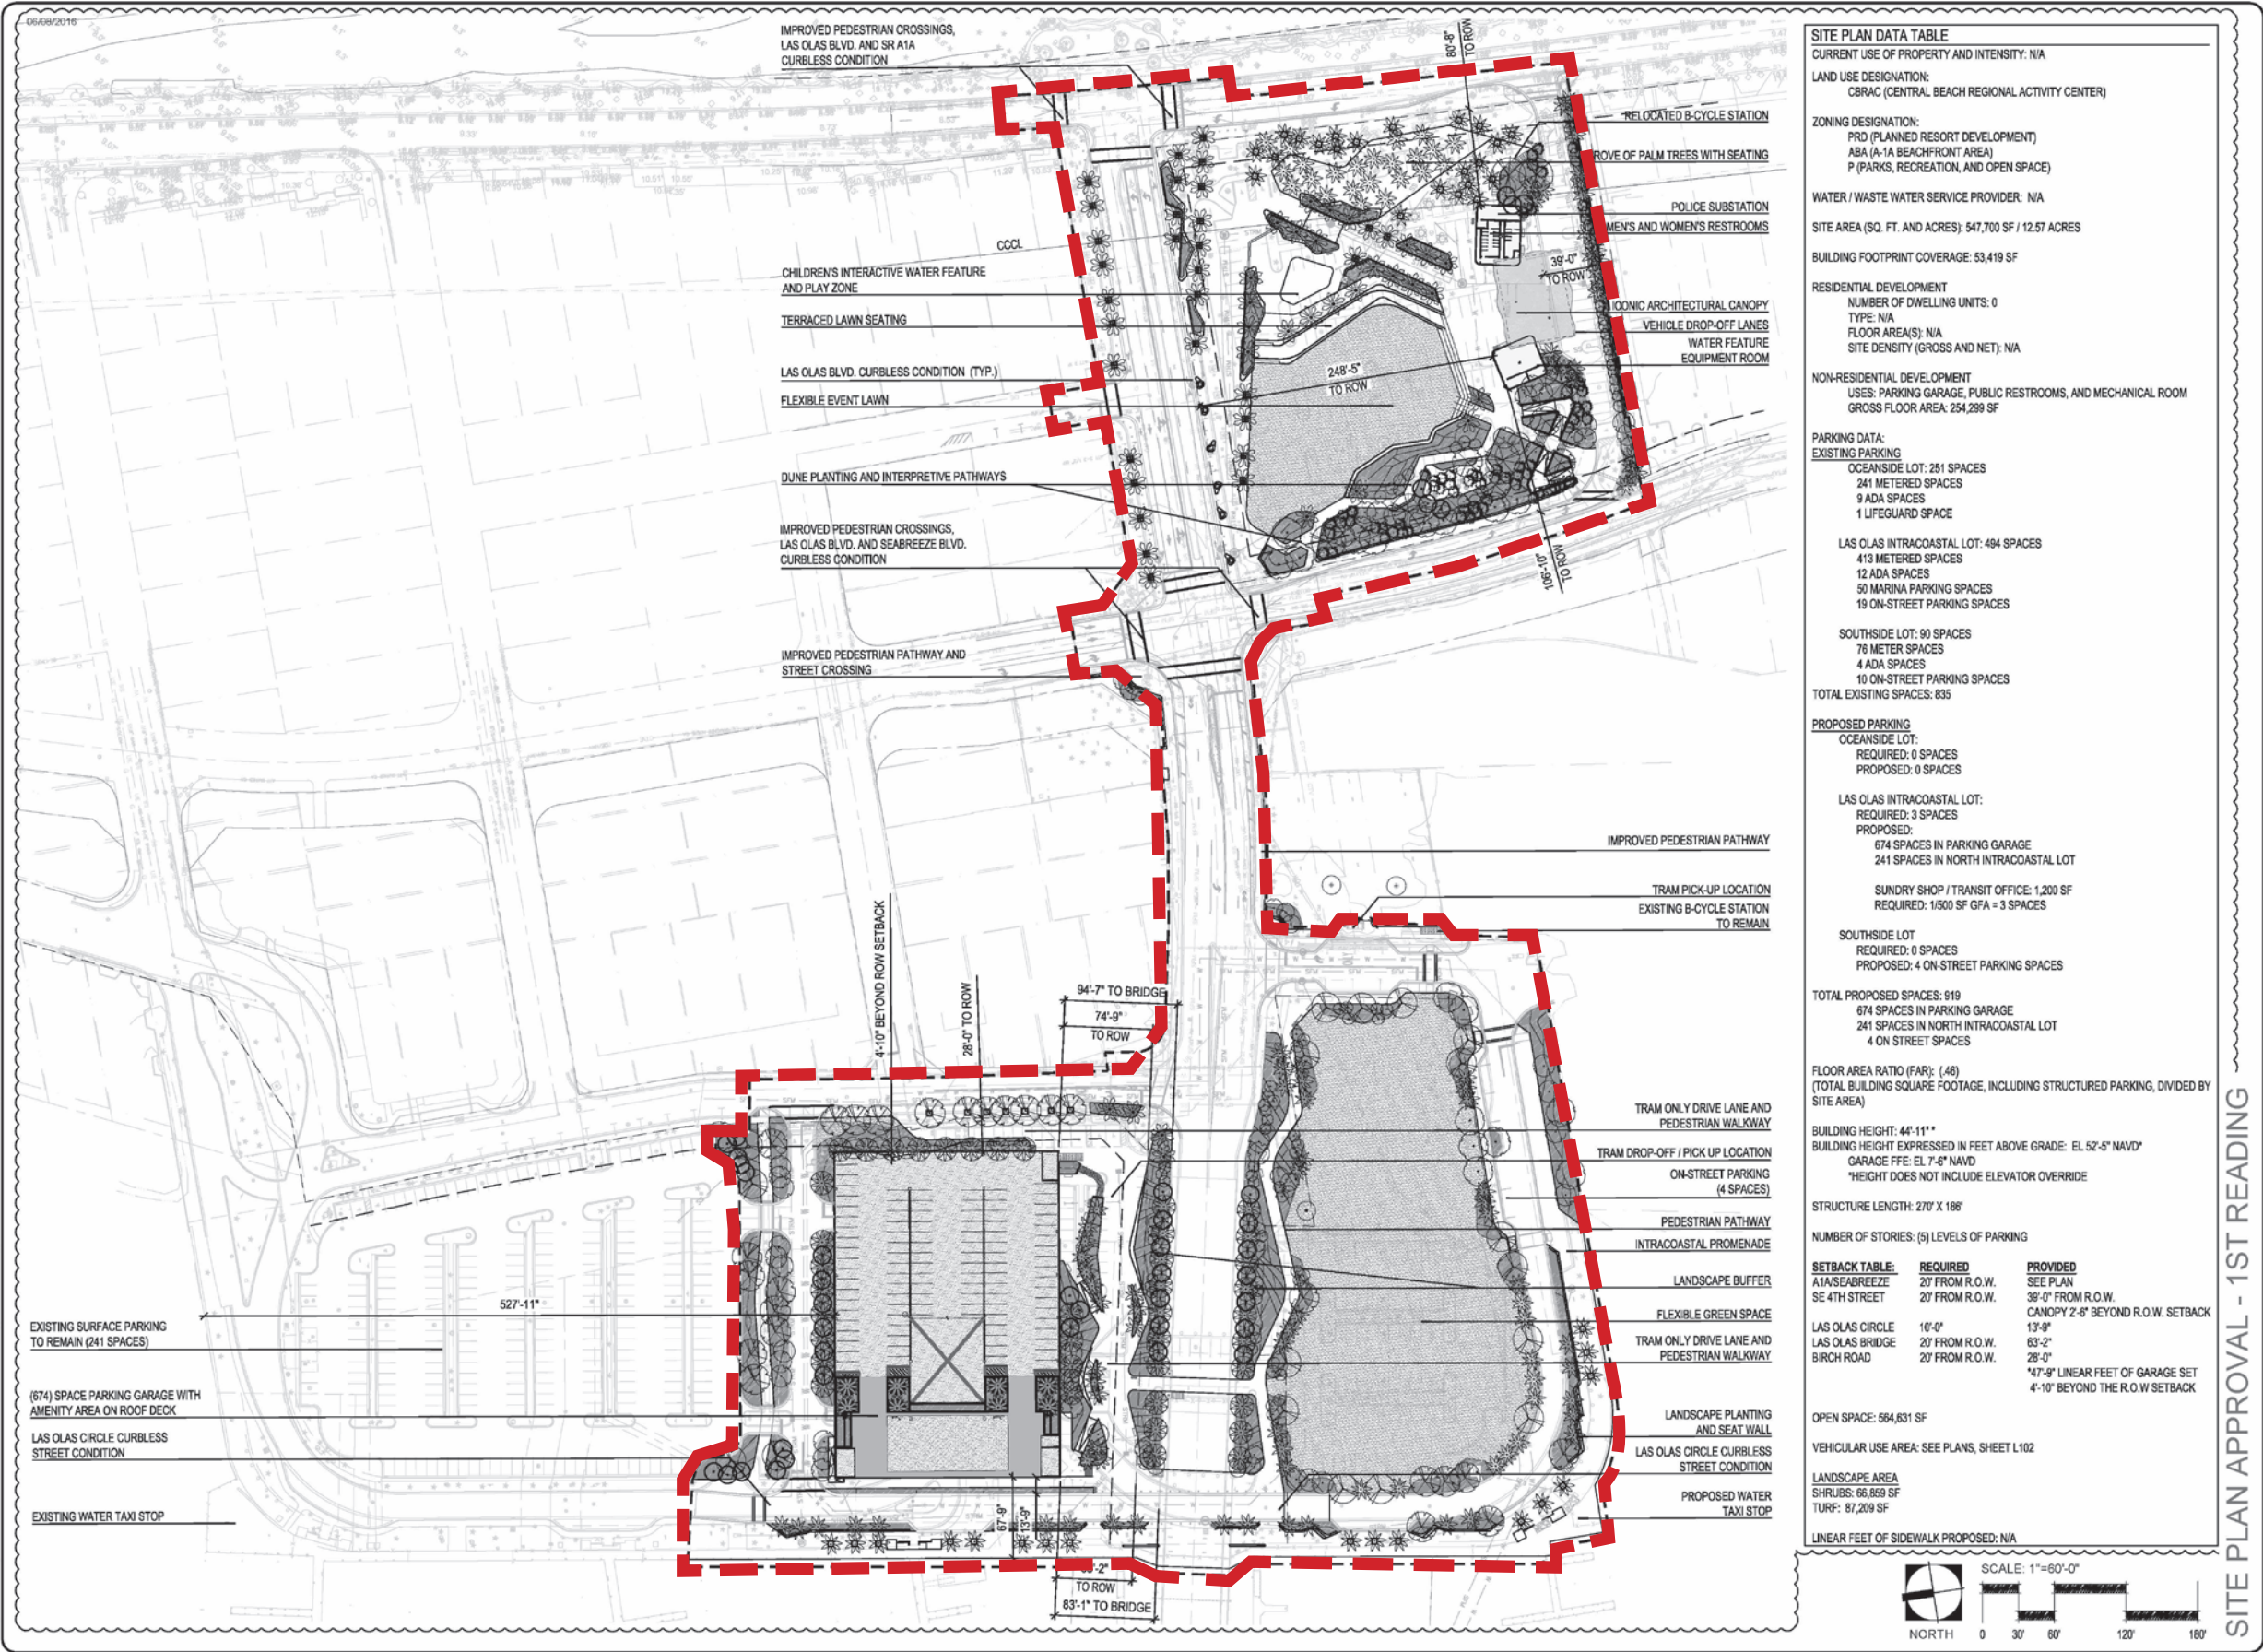 06/08/2016
IMPROVED PEDESTRIAN CROSSINGS,
LAS OLAS BLVD. AND SR A1A
CURBLESS CONDITION
CCCL
CHILDREN'S INTERACTIVE WATER FEATURE
AND PLAY ZONE
TERRACED LAWN SEATING
LAS OLAS BLVD. CURBLESS CONDITION (TYP.)
FLEXIBLE EVENT LAWN
DUNE PLANTING AND INTERPRETIVE PATHWAYS
IMPROVED PEDESTRIAN CROSSINGS,
LAS OLAS BLVD. AND SEABREEZE BLVD.
CURBLESS CONDITION
IMPROVED PEDESTRIAN PATHWAY AND
STREET CROSSING
80'-8"
TO ROW
RELOCATED B-CYCLE STATION
ROVE OF PALM TREES WITH SEATING
POLICE SUBSTATION
MEN'S AND WOMEN'S RESTROOMS
39'-0"
TO ROW
ICONIC ARCHITECTURAL CANOPY
VEHICLE DROP-OFF LANES
WATER FEATURE
EQUIPMENT ROOM
248'-5"
TO ROW
106'-10"
TO ROW
IMPROVED PEDESTRIAN PATHWAY
TRAM PICK-UP LOCATION
EXISTING B-CYCLE STATION
TO REMAIN
4'-10" BEYOND ROW SETBACK
28'-0" TO ROW
94'-7" TO BRIDGE
74'-9"
TO ROW
TRAM ONLY DRIVE LANE AND
PEDESTRIAN WALKWAY
TRAM DROP-OFF / PICK UP LOCATION
ON-STREET PARKING
(4 SPACES)
PEDESTRIAN PATHWAY
INTRACOASTAL PROMENADE
LANDSCAPE BUFFER
FLEXIBLE GREEN SPACE
TRAM ONLY DRIVE LANE AND
PEDESTRIAN WALKWAY
LANDSCAPE PLANTING
AND SEAT WALL
LAS OLAS CIRCLE CURBLESS
STREET CONDITION
PROPOSED WATER
TAXI STOP
527'-11"
EXISTING SURFACE PARKING
TO REMAIN (241 SPACES)
(674) SPACE PARKING GARAGE WITH
AMENITY AREA ON ROOF DECK
LAS OLAS CIRCLE CURBLESS
STREET CONDITION
EXISTING WATER TAXI STOP
67'-9"
13'-9"
TO ROW
83'-1" TO BRIDGE
SITE PLAN DATA TABLE
CURRENT USE OF PROPERTY AND INTENSITY: N/A
LAND USE DESIGNATION:
CBRAC (CENTRAL BEACH REGIONAL ACTIVITY CENTER)
ZONING DESIGNATION:
PRD (PLANNED RESORT DEVELOPMENT)
ABA (A-1A BEACHFRONT AREA)
P (PARKS, RECREATION, AND OPEN SPACE)
WATER / WASTE WATER SERVICE PROVIDER: N/A
SITE AREA (SQ. FT. AND ACRES): 547,700 SF / 12.57 ACRES
BUILDING FOOTPRINT COVERAGE: 53,419 SF
RESIDENTIAL DEVELOPMENT
NUMBER OF DWELLING UNITS: 0
TYPE: N/A
FLOOR AREA(S): N/A
SITE DENSITY (GROSS AND NET): N/A
NON-RESIDENTIAL DEVELOPMENT
USES: PARKING GARAGE, PUBLIC RESTROOMS, AND MECHANICAL ROOM
GROSS FLOOR AREA: 254,299 SF
PARKING DATA:
EXISTING PARKING
OCEANSIDE LOT: 251 SPACES
241 METERED SPACES
9 ADA SPACES
1 LIFEGUARD SPACE
LAS OLAS INTRACOASTAL LOT: 494 SPACES
413 METERED SPACES
12 ADA SPACES
50 MARINA PARKING SPACES
19 ON-STREET PARKING SPACES
SOUTHSIDE LOT: 90 SPACES
76 METER SPACES
4 ADA SPACES
10 ON-STREET PARKING SPACES
TOTAL EXISTING SPACES: 835
PROPOSED PARKING
OCEANSIDE LOT:
REQUIRED: 0 SPACES
PROPOSED: 0 SPACES
LAS OLAS INTRACOASTAL LOT:
REQUIRED: 3 SPACES
PROPOSED:
674 SPACES IN PARKING GARAGE
241 SPACES IN NORTH INTRACOASTAL LOT
SUNDRY SHOP / TRANSIT OFFICE: 1,200 SF
REQUIRED: 1/500 SF GFA = 3 SPACES
SOUTHSIDE LOT
REQUIRED: 0 SPACES
PROPOSED: 4 ON-STREET PARKING SPACES
TOTAL PROPOSED SPACES: 919
674 SPACES IN PARKING GARAGE
241 SPACES IN NORTH INTRACOASTAL LOT
4 ON STREET SPACES
FLOOR AREA RATIO (FAR): (.46)
(TOTAL BUILDING SQUARE FOOTAGE, INCLUDING STRUCTURED PARKING, DIVIDED BY
SITE AREA)
BUILDING HEIGHT: 44'-11" *
BUILDING HEIGHT EXPRESSED IN FEET ABOVE GRADE: EL 52'-5" NAVD*
GARAGE FFE: EL 7'-6" NAVD
*HEIGHT DOES NOT INCLUDE ELEVATOR OVERRIDE
STRUCTURE LENGTH: 270' X 186'
NUMBER OF STORIES: (5) LEVELS OF PARKING
SETBACK TABLE: REQUIRED PROVIDED
A1A/SEABREEZE 20' FROM R.O.W. SEE PLAN
SE 4TH STREET 20' FROM R.O.W. 39'-0" FROM R.O.W.
CANOPY 2'-6" BEYOND R.O.W. SETBACK
LAS OLAS CIRCLE 10'-0" 13'-9"
LAS OLAS BRIDGE 20' FROM R.O.W. 63'-2"
BIRCH ROAD 20' FROM R.O.W. 28'-0"
*47'-9" LINEAR FEET OF GARAGE SET
4'-10" BEYOND THE R.O.W SETBACK
OPEN SPACE: 564,631 SF
VEHICULAR USE AREA: SEE PLANS, SHEET L102
LANDSCAPE AREA
SHRUBS: 66,859 SF
TURF: 87,209 SF
LINEAR FEET OF SIDEWALK PROPOSED: N/A
SITE PLAN APPROVAL - 1ST READING
SCALE: 1"=60'-0"
NORTH 0 30' 60' 120' 180'